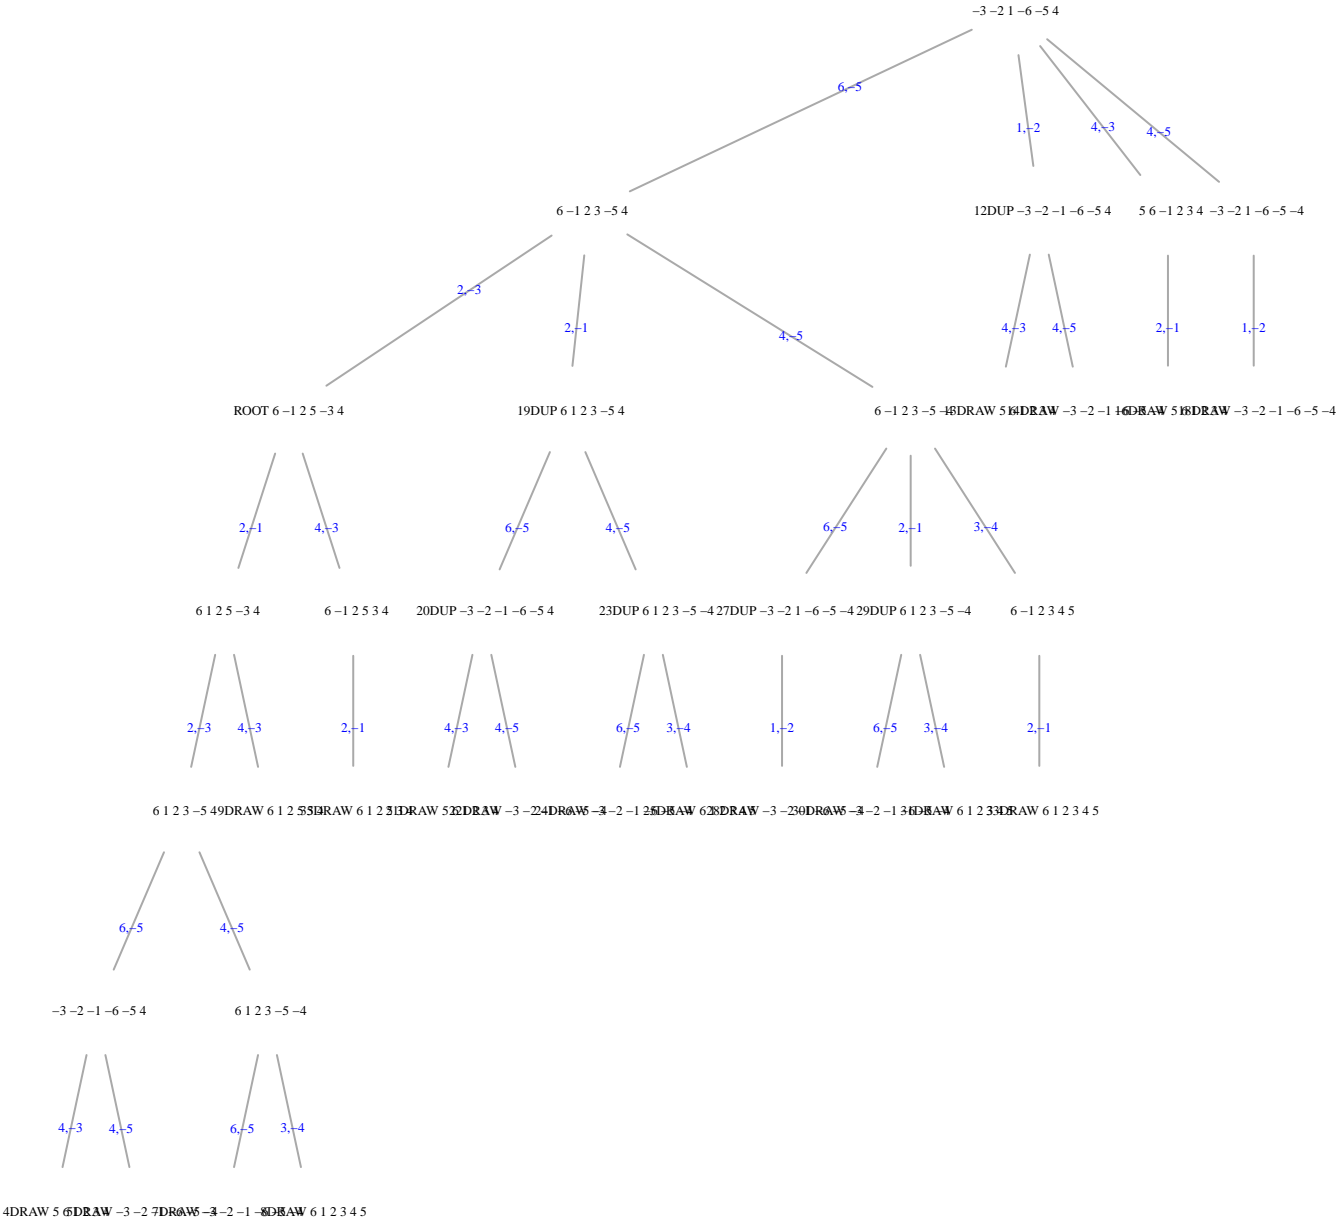 −3 −2 1 −6 −5 4
6,−5
1,−2
4,−3
4,−5
6 −1 2 3 −5 4
12DUP −3 −2 −1 −6 −5 4
5 6 −1 2 3 4
−3 −2 1 −6 −5 −4
2,−3
2,−1
4,−5
4,−3
4,−5
2,−1
1,−2
ROOT 6 −1 2 5 −3 4
19DUP 6 1 2 3 −5 4
6 −1 2 3 −5
−3 −2 −1 −6 −5 −4
2,−1
4,−3
6,−5
4,−5
6,−5
2,−1
3,−4
6 1 2 5 −3 4
6 −1 2 5 3 4
20DUP −3 −2 −1 −6 −5 4
23DUP 6 1 2 3 −5 −4
27DUP −3 −2 1 −6 −5 −4
29DUP 6 1 2 3 −5 −4
6 −1 2 3 4 5
2,−3
4,−3
2,−1
4,−3
4,−5
6,−5
3,−4
1,−2
6,−5
3,−4
2,−1
6 1 2 3 −5 4
9DRAW 6 1 2 5
33DRAW 6 1 2 3 4 5
6,−5
4,−5
−3 −2 −1 −6 −5 4
6 1 2 3 −5 −4
4,−3
4,−5
6,−5
3,−4
4DRAW 5 6
6 1 2 3 4 5